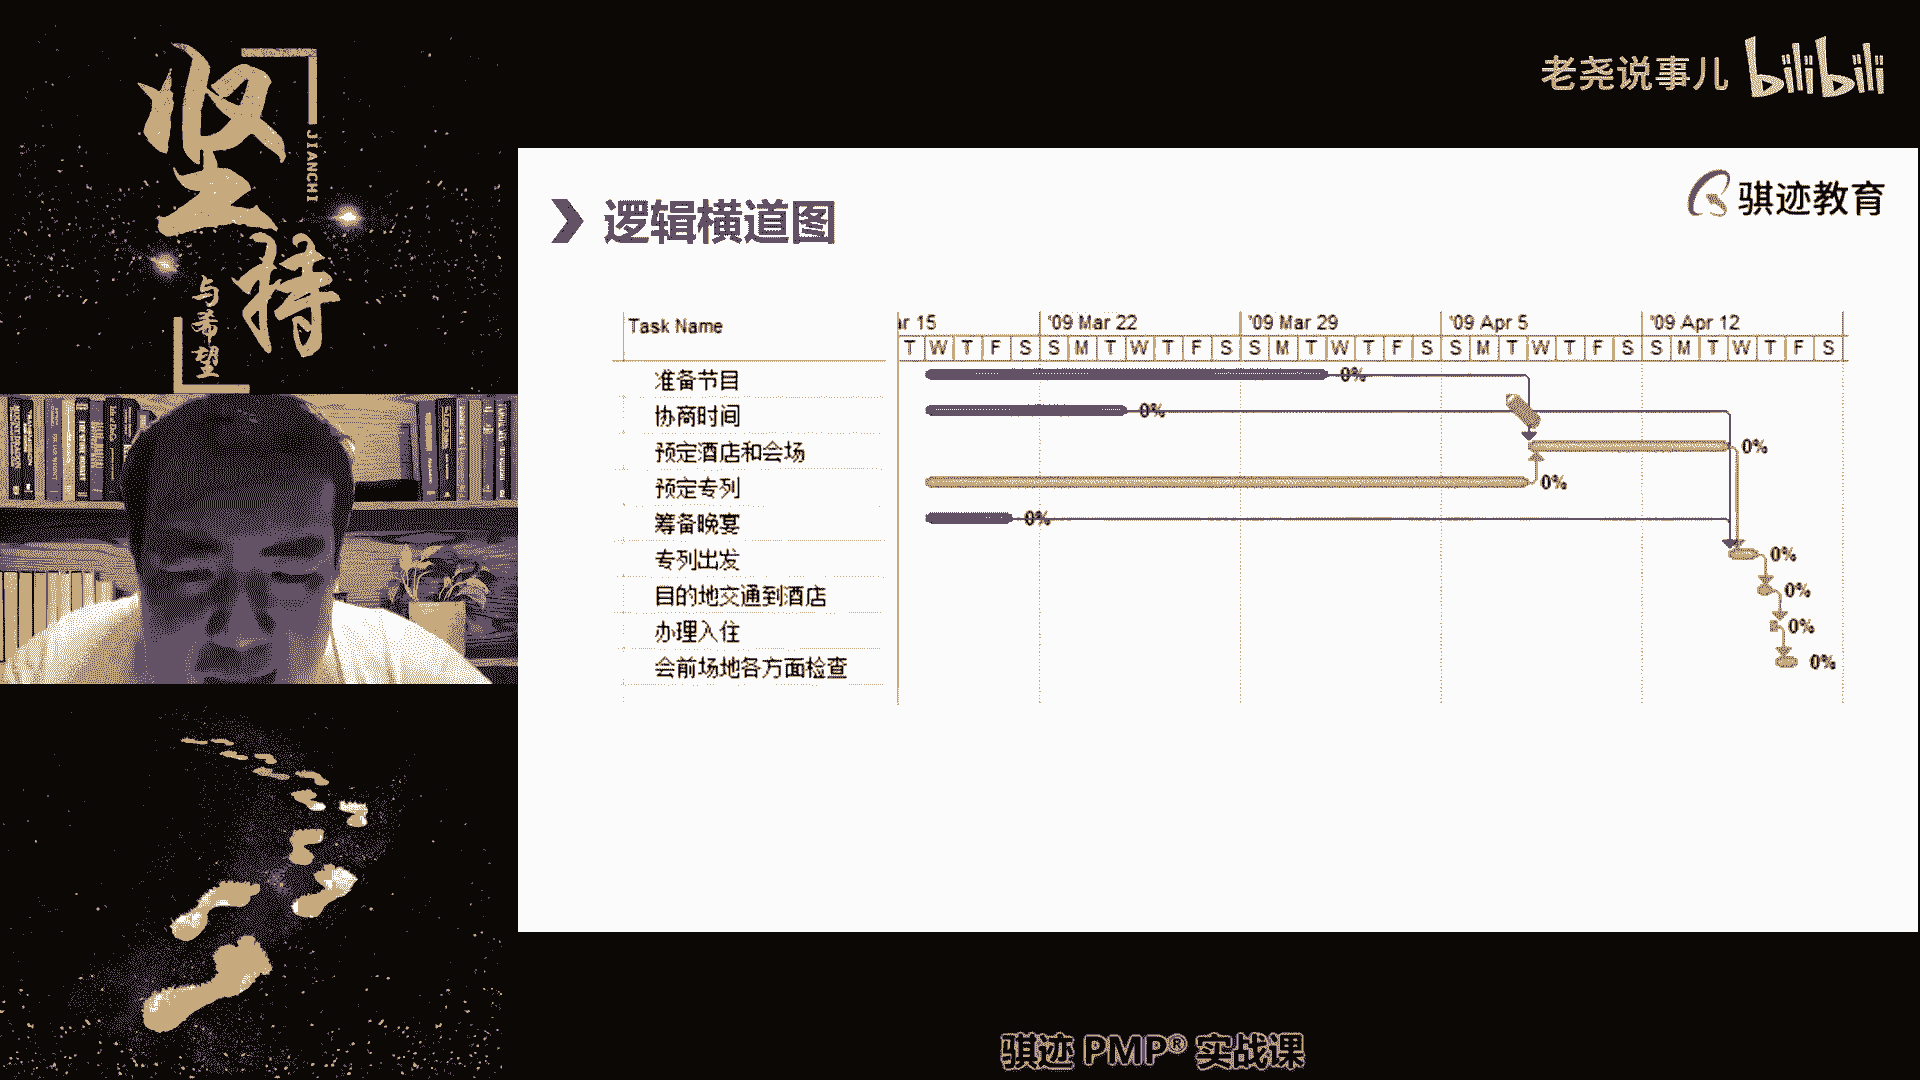 坚持
JIANCHI
与希望
老尧说事儿 bilibili
骐迹教育
逻辑横道图
Task Name
ar 15 '09 Mar 22 '09 Mar 29 '09 Apr 5 '09 Apr 12
T W T F S S M T W T F S S M T W T F S S M T W T F S S M T W T F S
准备节目 0%
协商时间 0%
预定酒店和会场 0%
预定专列 0%
筹备晚宴 0%
专列出发 0%
目的地交通到酒店 0%
办理入住 0%
会前场地各方面检查 0%
骐迹 PMP® 实战课